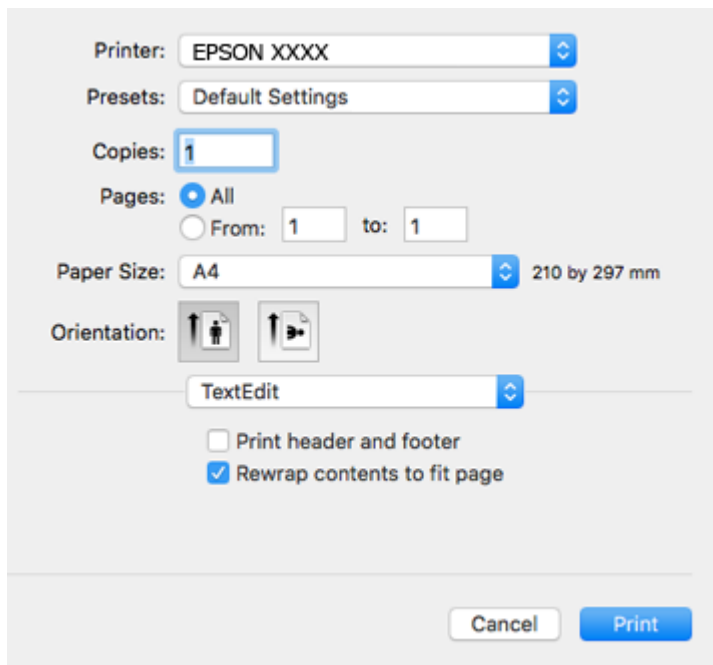 Printer: EPSON XXXX
Presets: Default Settings
Copies: 1
Pages: All
From: 1 to: 1
Paper Size: A4 210 by 297 mm
Orientation:
TextEdit
Print header and footer
Rewrap contents to fit page
Cancel Print